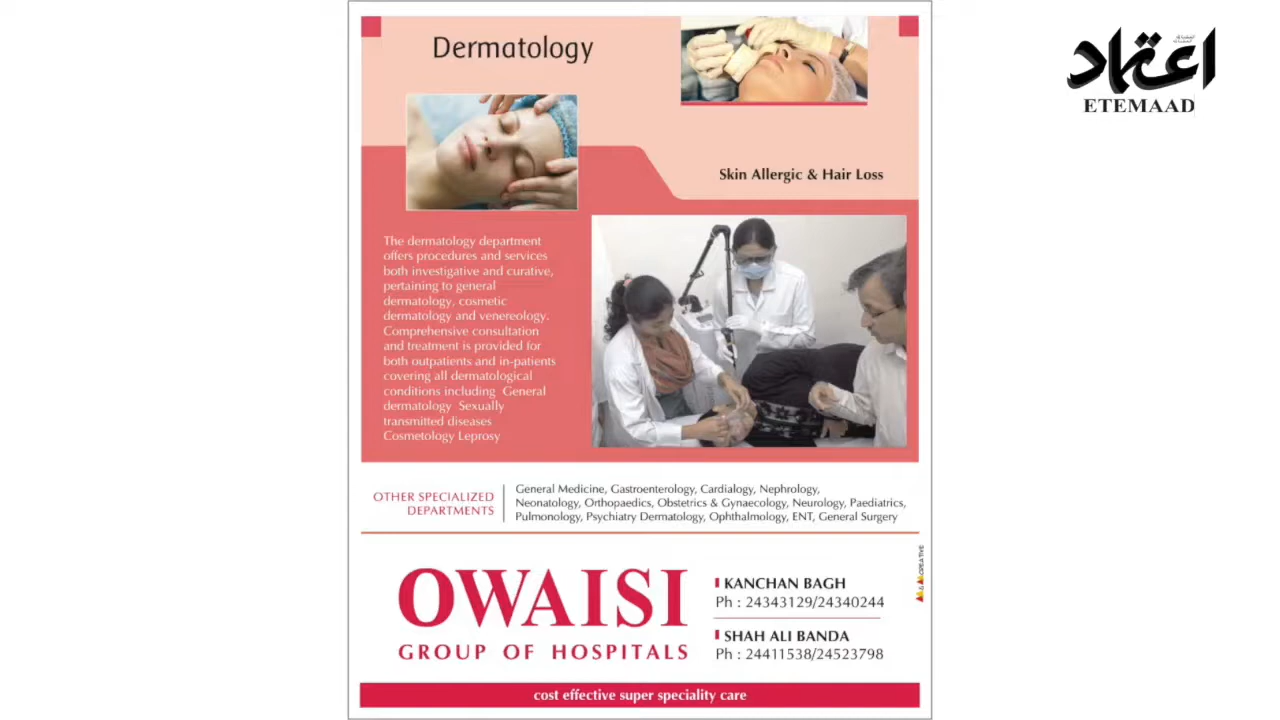 Dermatology
اعتماد
ETEMAAD
Skin Allergic & Hair Loss
The dermatology department
offers procedures and services
both investigative and curative,
pertaining to general
dermatology, cosmetic
dermatology and venereology.
Comprehensive consultation
and treatment is provided for
both outpatients and in-patients
covering all dermatological
conditions including General
dermatology Sexually
transmitted diseases
Cosmetology Leprosy
OTHER SPECIALIZED
DEPARTMENTS
General Medicine, Gastroenterology, Cardialogy, Nephrology,
Neonatology, Orthopaedics, Obstetrics & Gynaecology, Neurology, Paediatrics,
Pulmonology, Psychiatry Dermatology, Ophthalmology, ENT, General Surgery
OWAISI
GROUP OF HOSPITALS
KANCHAN BAGH
Ph : 24343129/24340244
SHAH ALI BANDA
Ph : 24411538/24523798
cost effective super speciality care